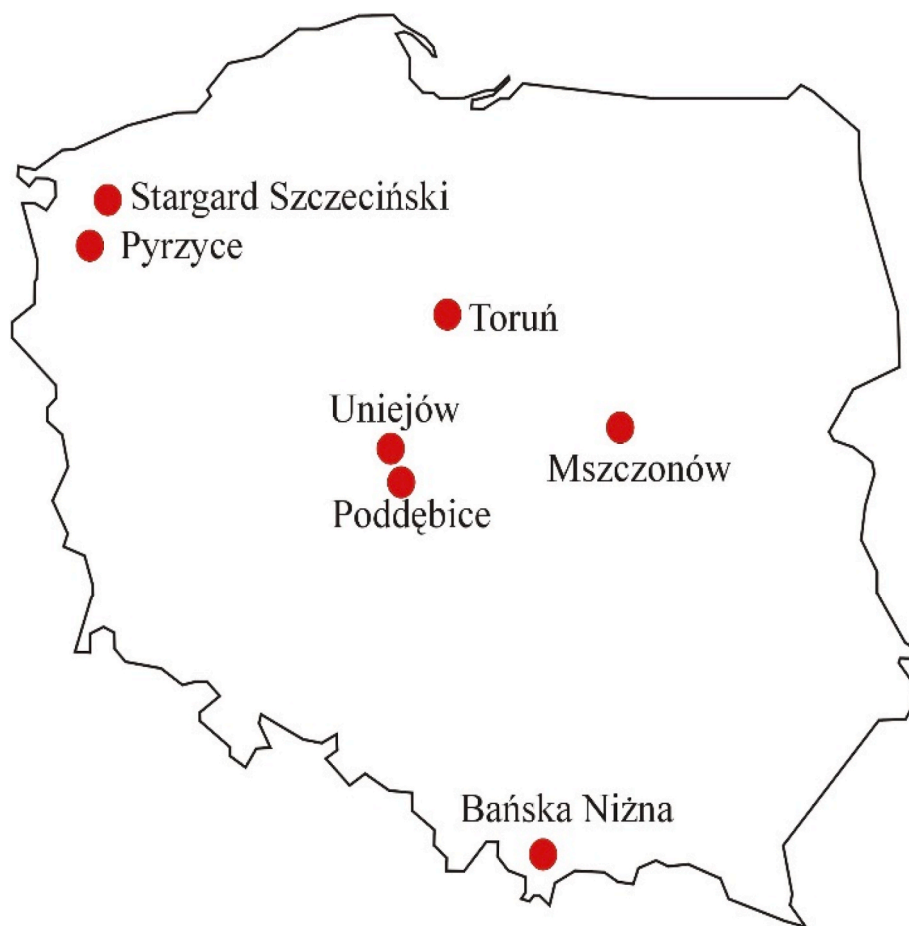 Stargard Szczeciński
Pyrzyce
Toruń
Uniejów
Mszczonów
Poddębice
Bańska Niżna